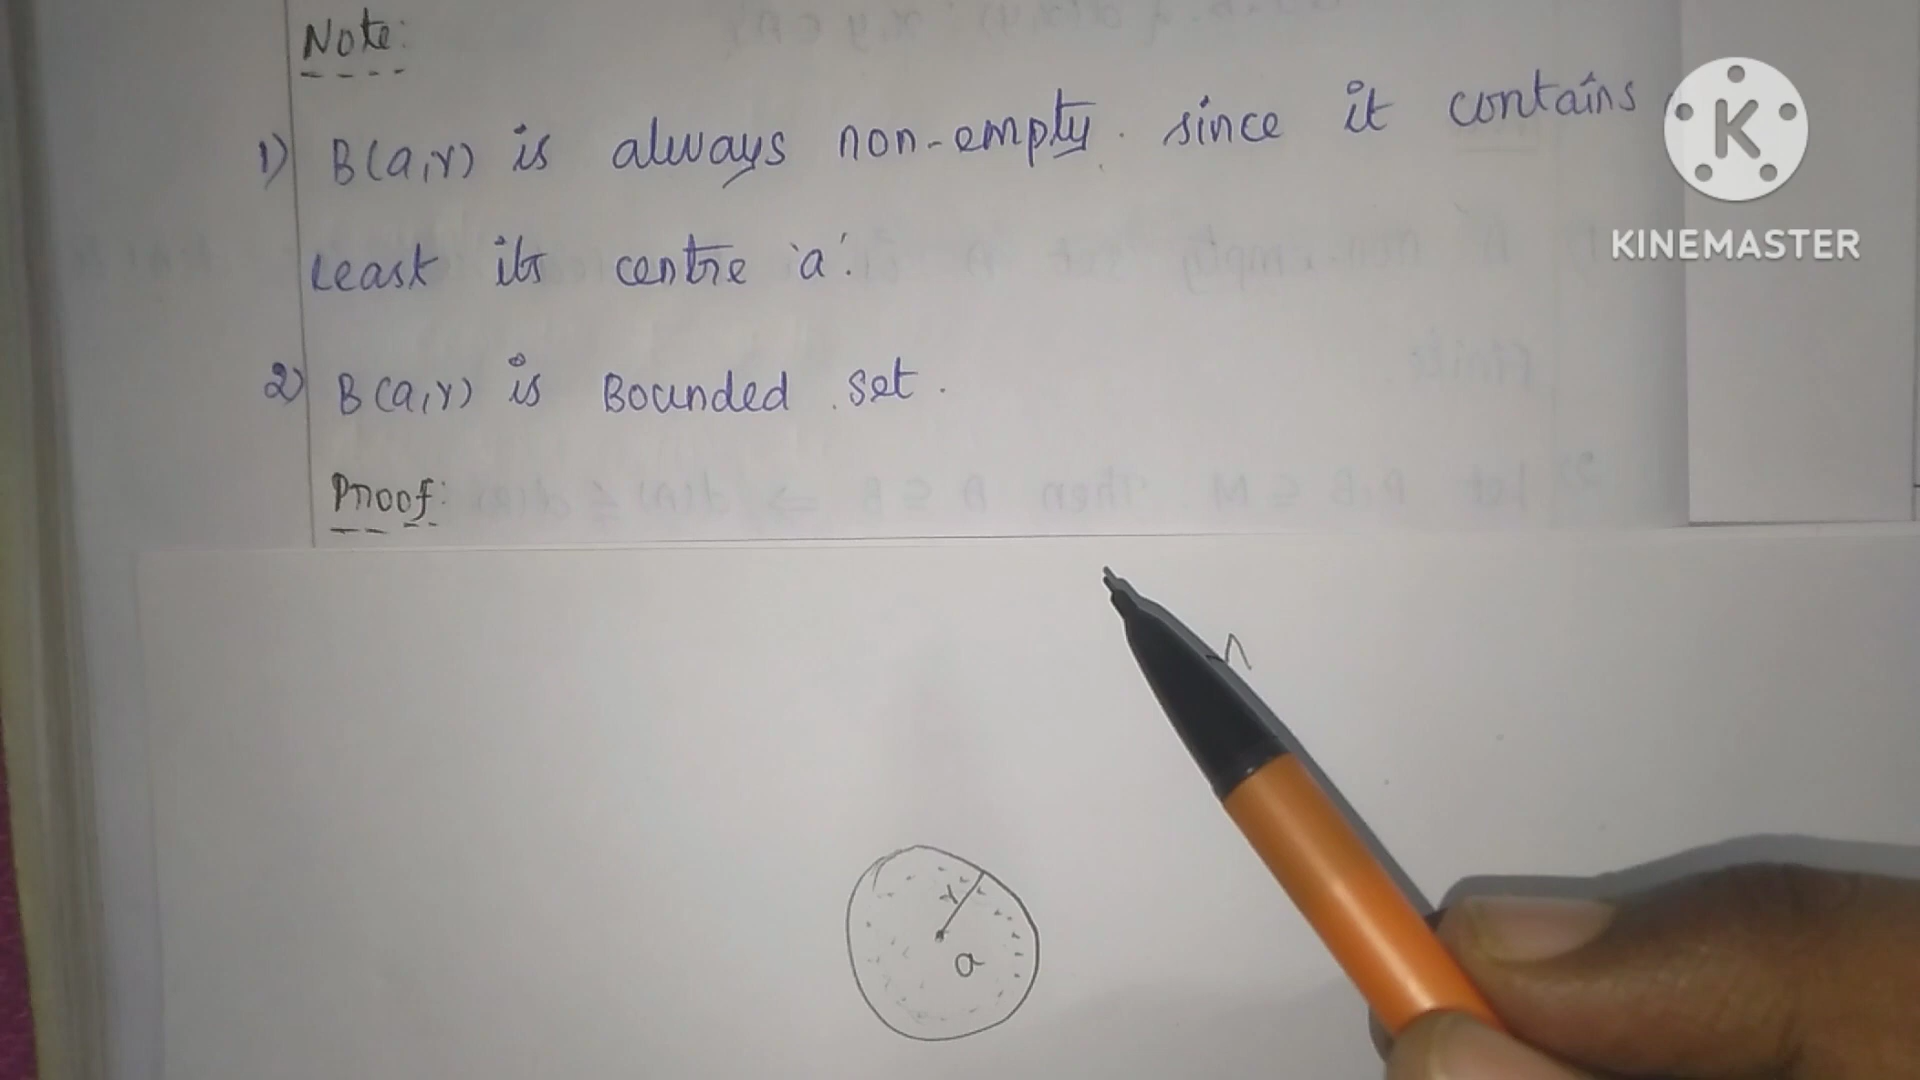 Note:
1) B(a,r) is always non-empty. since it contains
least its centre 'a'.
2) B(a,r) is Bounded set.
Proof:
r
a
K
KINEMASTER